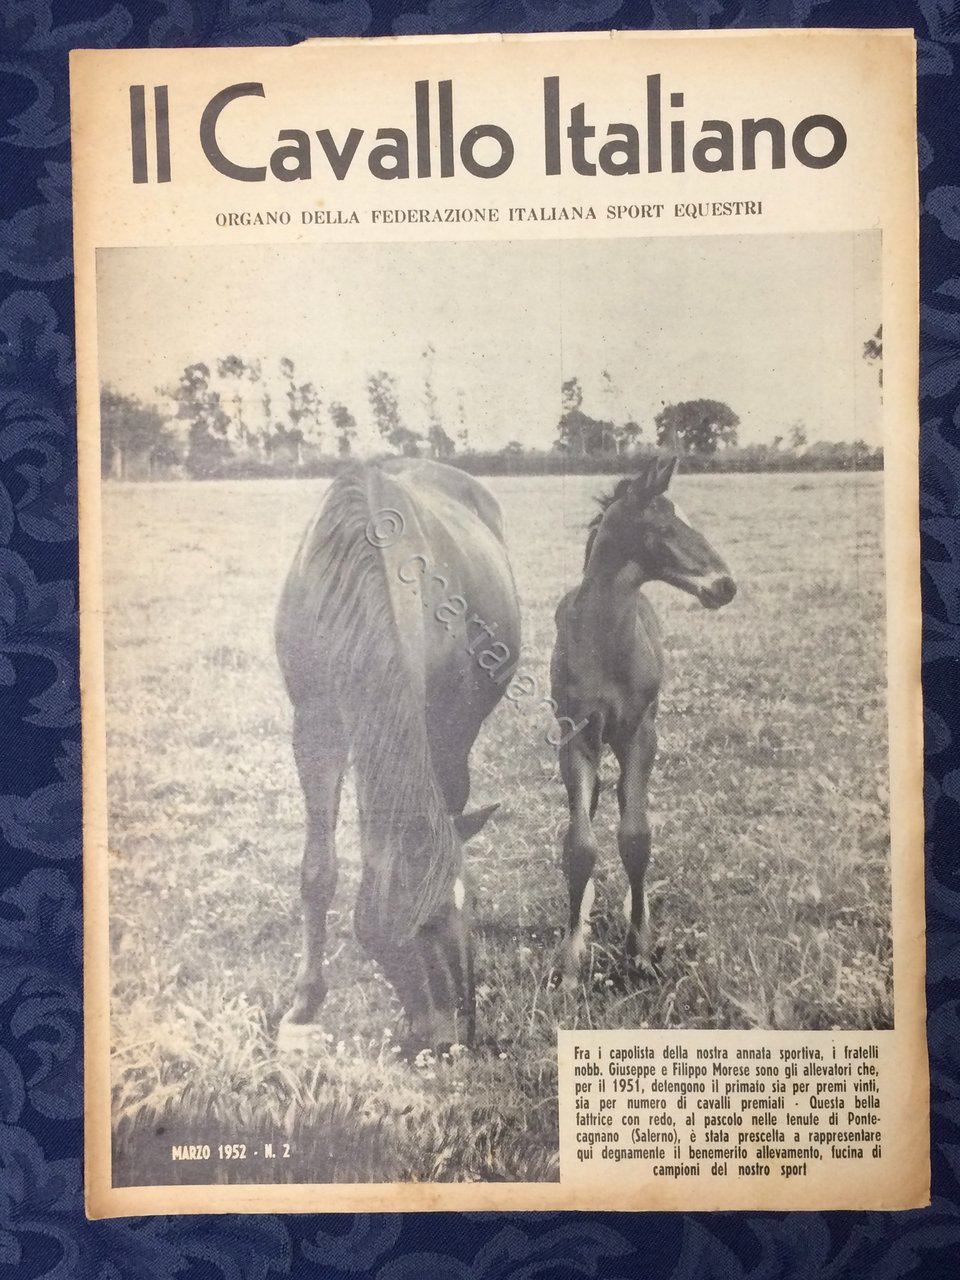 Il Cavallo Italiano
ORGANO DELLA FEDERAZIONE ITALIANA SPORT EQUESTRI
© charta.ltd
Fra i capolista della nostra annata sportiva, i fratelli
nobb. Giuseppe e Filippo Morese sono gli allevatori che,
per il 1951, detengono il primato sia per premi vinti,
sia per numero di cavalli premiati - Questa bella
fattrice con redo, al pascolo nelle tenute di Ponte-
cagnano (Salerno), è stata prescelta a rappresentare
qui degnamente il benemerito allevamento, fucina di
campioni del nostro sport
MARZO 1952 - N. 2